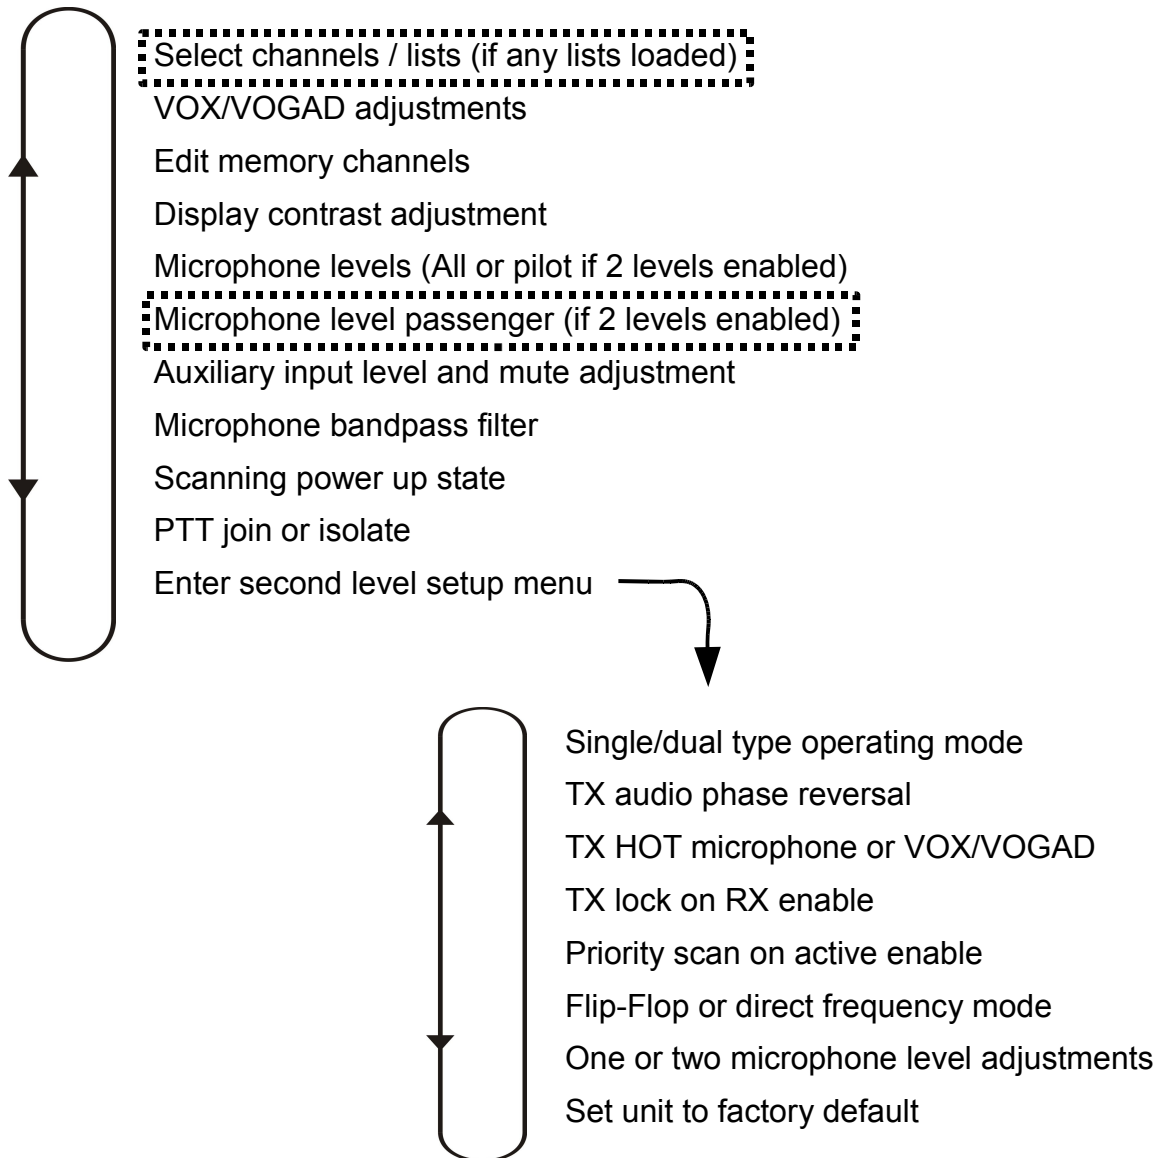 Select channels / lists (if any lists loaded)
VOX/VOGAD adjustments
Edit memory channels
Display contrast adjustment
Microphone levels (All or pilot if 2 levels enabled)
Microphone level passenger (if 2 levels enabled)
Auxiliary input level and mute adjustment
Microphone bandpass filter
Scanning power up state
PTT join or isolate
Enter second level setup menu
Single/dual type operating mode
TX audio phase reversal
TX HOT microphone or VOX/VOGAD
TX lock on RX enable
Priority scan on active enable
Flip-Flop or direct frequency mode
One or two microphone level adjustments
Set unit to factory default